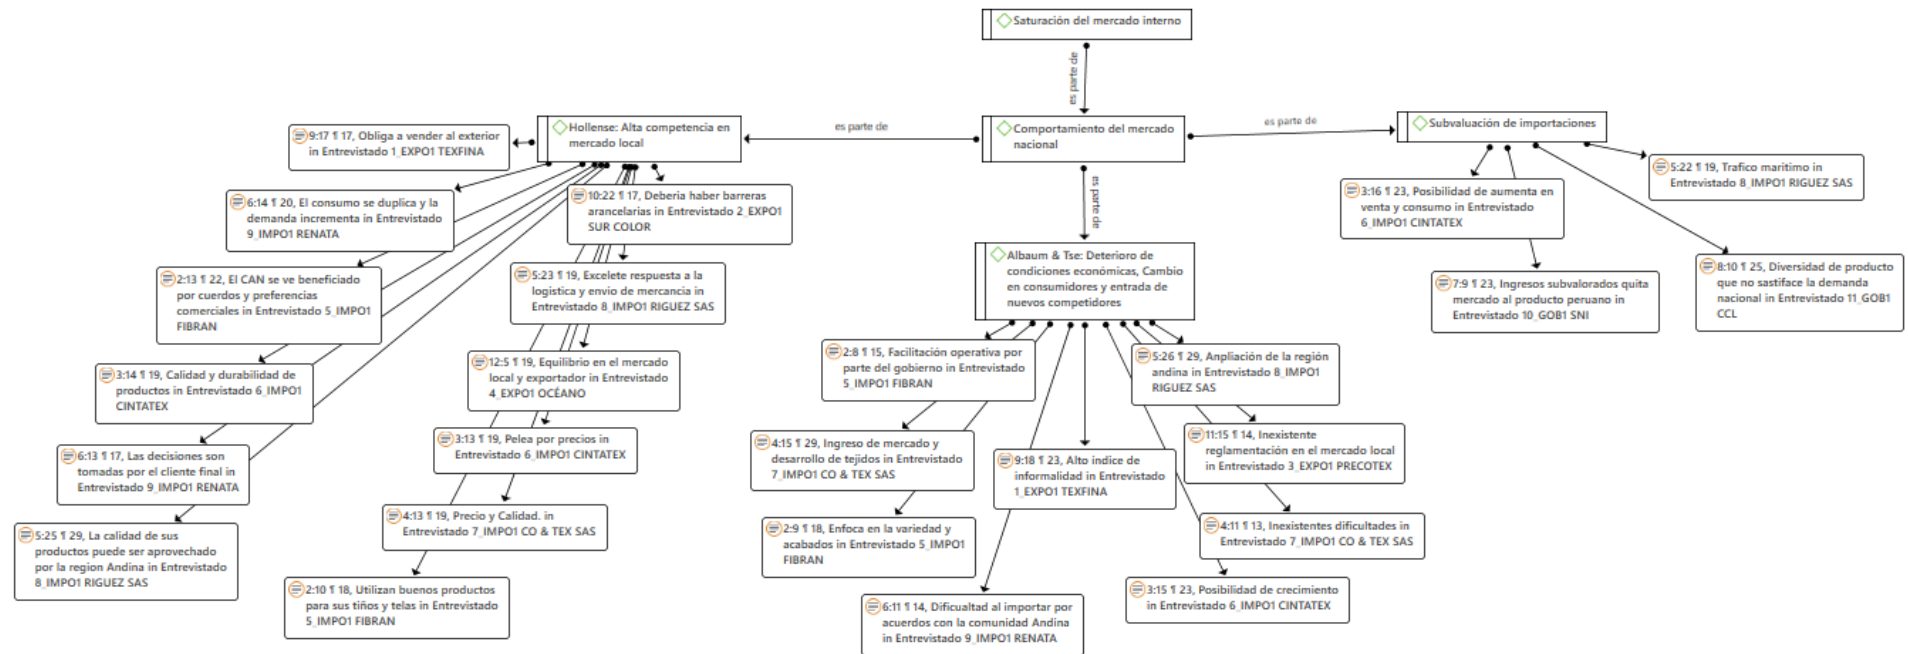 Saturación del mercado interno
es parte de
Hollense: Alta competencia en
mercado local
es parte de
Comportamiento del mercado
nacional
es parte de
Subvaluación de importaciones
9:17 ¶ 17, Obliga a vender al exterior
in Entrevistado 1_EXPO1 TEXFINA
6:14 ¶ 20, El consumo se duplica y la
demanda incrementa in Entrevistado
9_IMPO1 RENATA
10:22 ¶ 17, Deberia haber barreras
arancelarias in Entrevistado 2_EXPO1
SUR COLOR
2:13 ¶ 22, El CAN se ve beneficiado
por cuerdos y preferencias
comerciales in Entrevistado 5_IMPO1
FIBRAN
5:23 ¶ 19, Excelete respuesta a la
logistica y envio de mercancia in
Entrevistado 8_IMPO1 RIGUEZ SAS
3:14 ¶ 19, Calidad y durabilidad de
productos in Entrevistado 6_IMPO1
CINTATEX
12:5 ¶ 19, Equilibrio en el mercado
local y exportador in Entrevistado
4_EXPO1 OCÉANO
6:13 ¶ 17, Las decisiones son
tomadas por el cliente final in
Entrevistado 9_IMPO1 RENATA
3:13 ¶ 19, Pelea por precios in
Entrevistado 6_IMPO1 CINTATEX
5:25 ¶ 29, La calidad de sus
productos puede ser aprovechado
por la region Andina in Entrevistado
8_IMPO1 RIGUEZ SAS
4:13 ¶ 19, Precio y Calidad. in
Entrevistado 7_IMPO1 CO & TEX SAS
2:10 ¶ 18, Utilizan buenos productos
para sus tiños y telas in Entrevistado
5_IMPO1 FIBRAN
es parte de
Albaum & Tse: Deterioro de
condiciones económicas, Cambio
en consumidores y entrada de
nuevos competidores
2:8 ¶ 15, Facilitación operativa por
parte del gobierno in Entrevistado
5_IMPO1 FIBRAN
5:26 ¶ 29, Anpliación de la región
andina in Entrevistado 8_IMPO1
RIGUEZ SAS
4:15 ¶ 29, Ingreso de mercado y
desarrollo de tejidos in Entrevistado
7_IMPO1 CO & TEX SAS
9:18 ¶ 23, Alto indice de
informalidad in Entrevistado
1_EXPO1 TEXFINA
11:15 ¶ 14, Inexistente
reglamentación en el mercado local
in Entrevistado 3_EXPO1 PRECOTEX
2:9 ¶ 18, Enfoca en la variedad y
acabados in Entrevistado 5_IMPO1
FIBRAN
4:11 ¶ 13, Inexistentes dificultades in
Entrevistado 7_IMPO1 CO & TEX SAS
6:11 ¶ 14, Dificualtad al importar por
acuerdos con la comunidad Andina
in Entrevistado 9_IMPO1 RENATA
3:15 ¶ 23, Posibilidad de crecimiento
in Entrevistado 6_IMPO1 CINTATEX
5:22 ¶ 19, Trafico maritimo in
Entrevistado 8_IMPO1 RIGUEZ SAS
3:16 ¶ 23, Posibilidad de aumenta en
venta y consumo in Entrevistado
6_IMPO1 CINTATEX
7:9 ¶ 23, Ingresos subvalorados quita
mercado al producto peruano in
Entrevistado 10_GOB1 SNI
8:10 ¶ 25, Diversidad de producto
que no sastiface la demanda
nacional in Entrevistado 11_GOB1
CCL